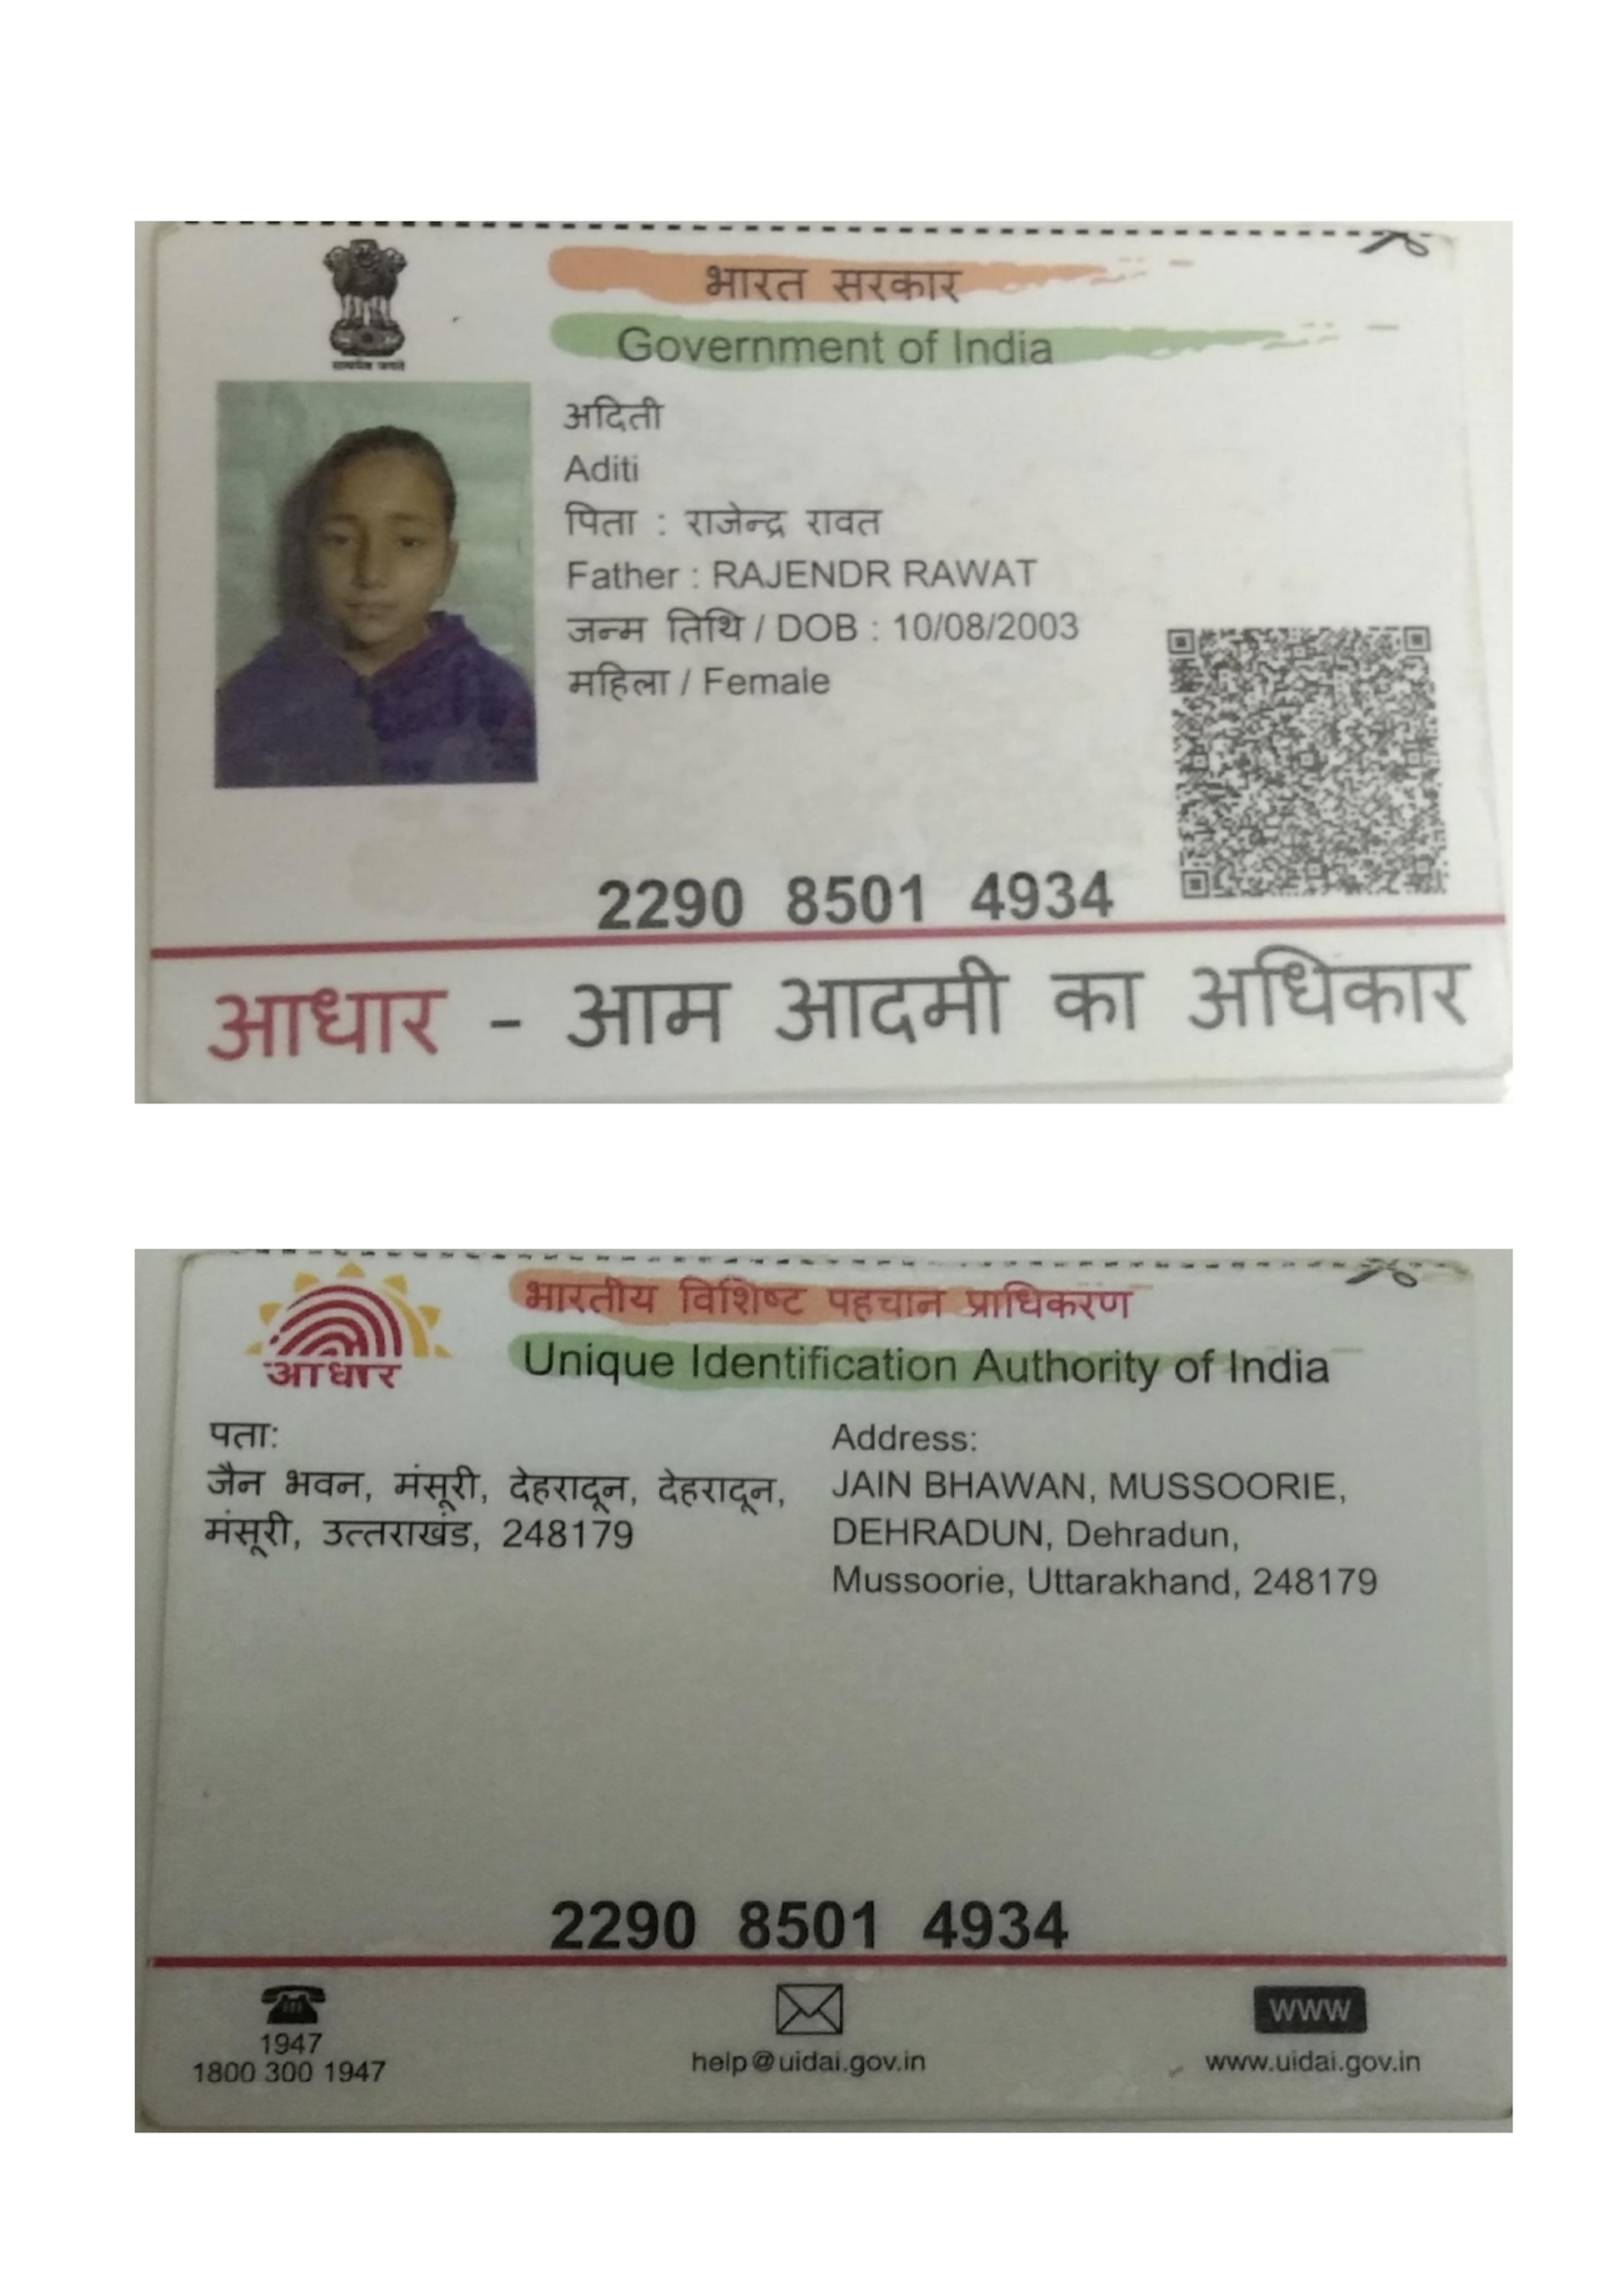 भारत सरकार
Government of India
अदिती
Aditi
पिता : राजेन्द्र रावत
Father : RAJENDR RAWAT
जन्म तिथि / DOB : 10/08/2003
महिला / Female
2290 8501 4934
आधार - आम आदमी का अधिकार
भारतीय विशिष्ट पहचान प्राधिकरण
Unique Identification Authority of India
आधार
पता:
जैन भवन, मंसूरी, देहरादून, देहरादून,
मंसूरी, उत्तराखंड, 248179
Address:
JAIN BHAWAN, MUSSOORIE,
DEHRADUN, Dehradun,
Mussoorie, Uttarakhand, 248179
2290 8501 4934
1947
1800 300 1947
help@uidai.gov.in
WWW
www.uidai.gov.in